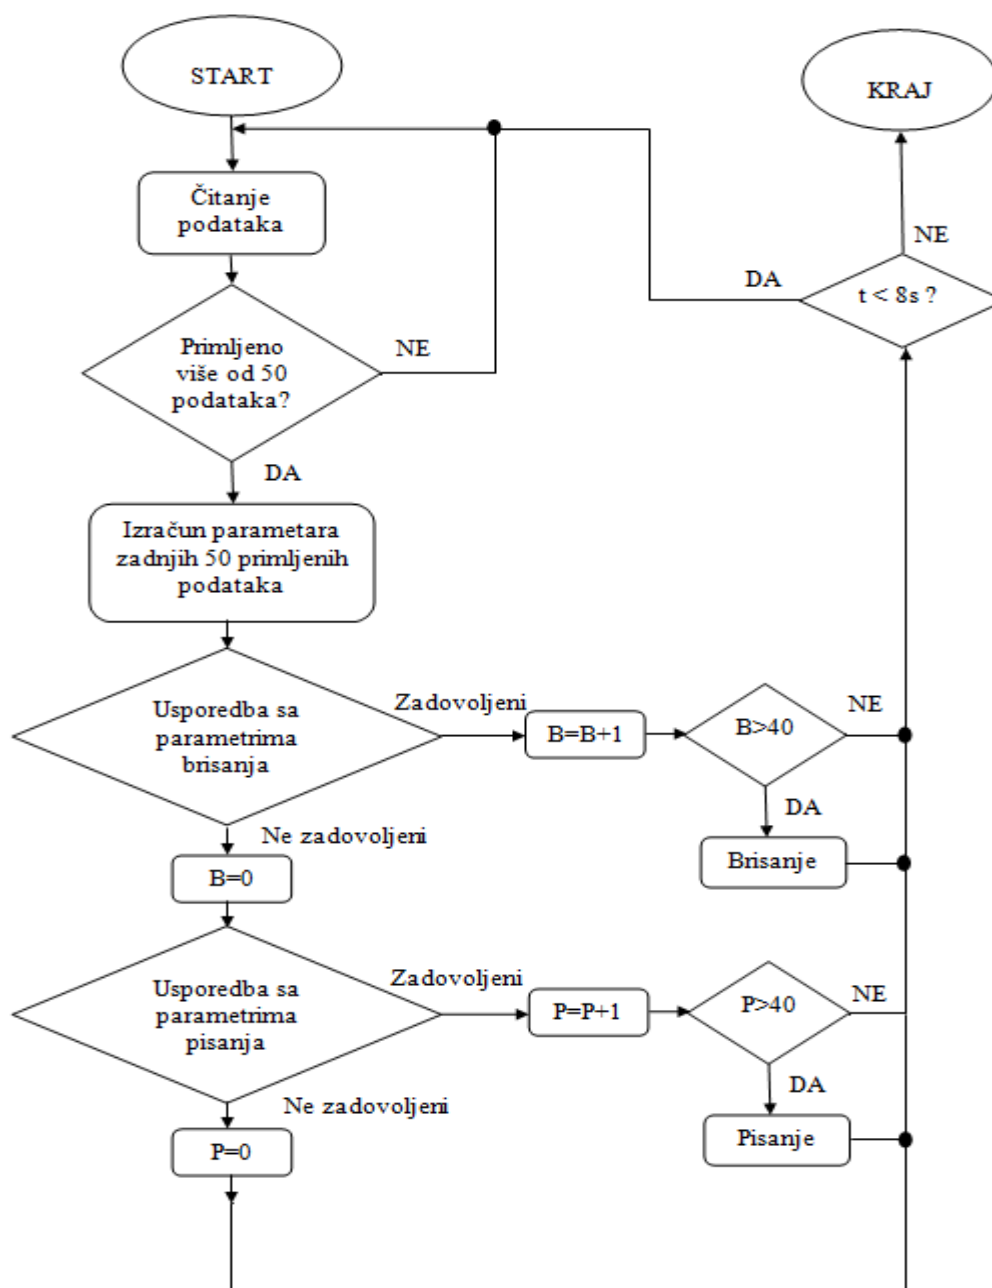 START
KRAJ
Čitanje
podataka
NE
DA
t < 8s ?
Primljeno
više od 50
podataka?
NE
DA
Izračun parametara
zadnjih 50 primljenih
podataka
Usporedba sa
parametrima
brisanja
Zadovoljeni
B=B+1
B>40
NE
DA
Brisanje
Ne zadovoljeni
B=0
Usporedba sa
parametrima
pisanja
Zadovoljeni
P=P+1
P>40
NE
DA
Pisanje
Ne zadovoljeni
P=0